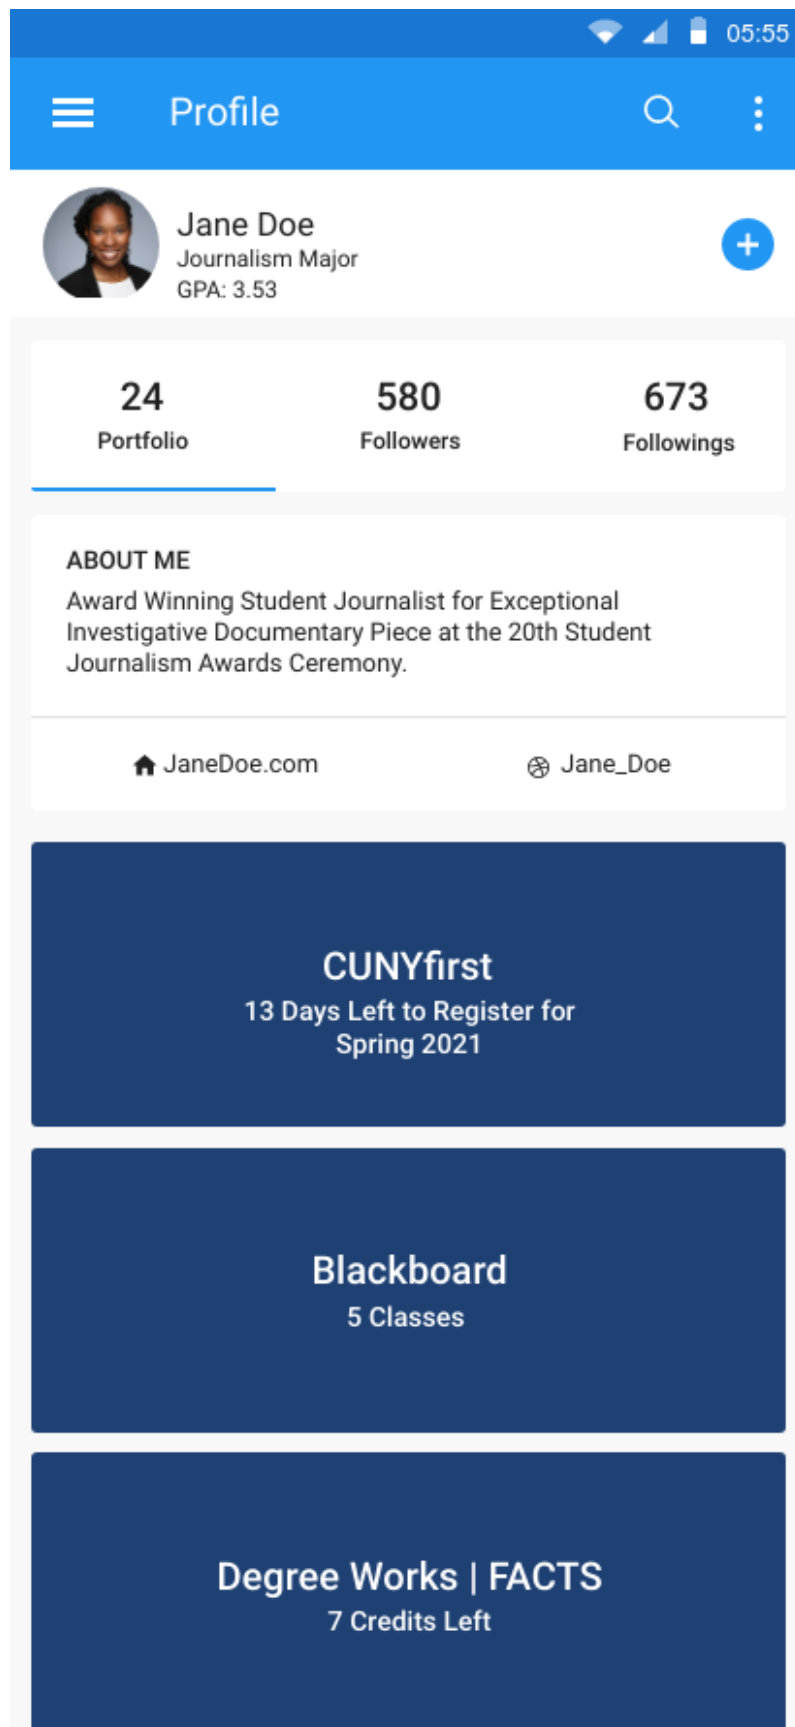 05:55
Profile
Jane Doe
Journalism Major
GPA: 3.53
24
Portfolio
580
Followers
673
Followings
ABOUT ME
Award Winning Student Journalist for Exceptional
Investigative Documentary Piece at the 20th Student
Journalism Awards Ceremony.
JaneDoe.com
Jane_Doe
CUNYfirst
13 Days Left to Register for
Spring 2021
Blackboard
5 Classes
Degree Works | FACTS
7 Credits Left